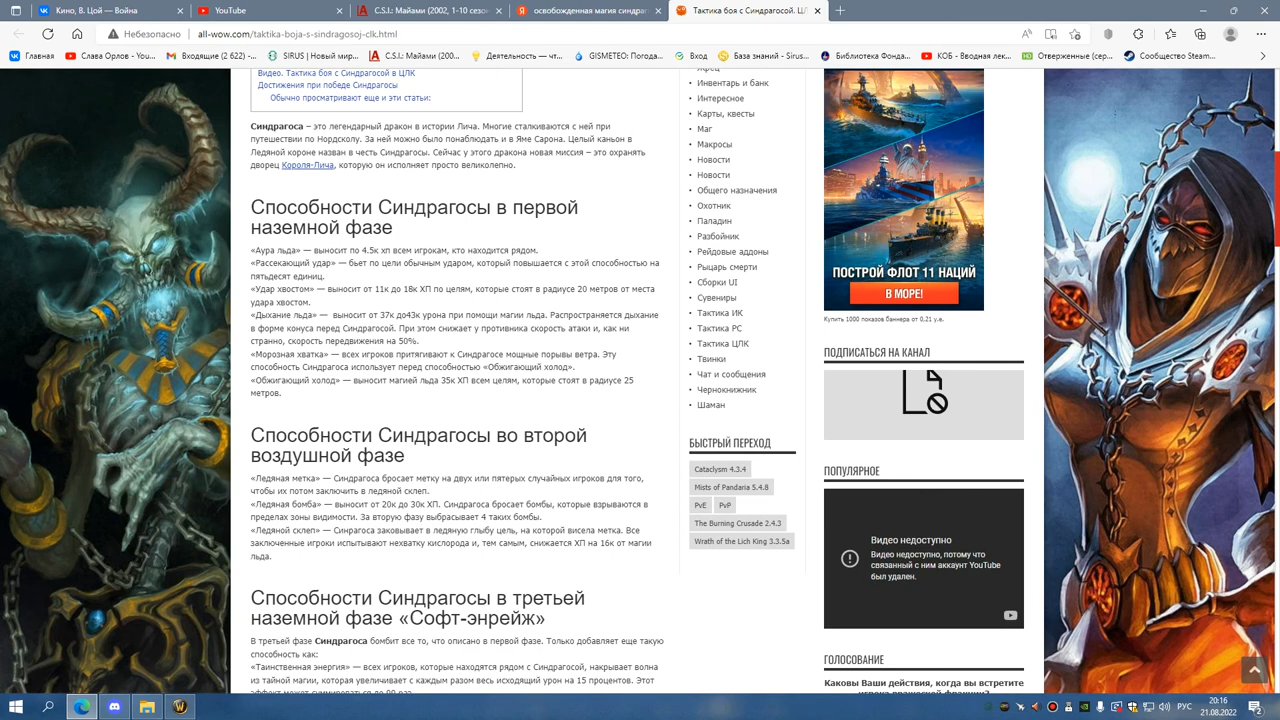 Кино, В. Цой
YouTube
C.S.I.: Майами (2002, 1-10 сезон
освобожденная магия синдраг
Тактика боя с Синдрагосой. ЦЛ
Небезопасно
all-wow.com/taktika-boja-s-sindragosoj-clk.html
Главная
Слава Орлов - You...
Входящие (2 622) -...
SIRUS | Новый мир...
C.S.I.: Майами (200...
Деятельность — чт...
GISMETEO: Погода...
Вход
База знаний - Sirus...
Библиотека Фонда...
КОБ - Вводная лек...
Отверженные (сер...
Сообщество Steam...
Видео. Тактика боя с Синдрагосой в ЦЛК
Достижения при победе Синдрагосы
Обычно просматривают еще и эти статьи:
Синдрагоса – это легендарный дракон в истории Лича. Многие сталкиваются с ней при
путешествии по Нордсколу. За ней можно было понаблюдать и в Яме Сарона. Целый каньон в
Ледяной короне назван в честь Синдрагосы. Сейчас у этого дракона новая миссия – это охранять
дворец Короля-Лича, которую он исполняет просто великолепно.
Способности Синдрагосы в первой
наземной фазе
«Аура льда» — выносит по 4.5к хп всем игрокам, кто находится рядом.
«Рассекающий удар» — бьет по цели обычным ударом, который повышается с этой способностью на
пятьдесят единиц.
«Удар хвостом» — выносит от 11к до 18к ХП по целям, которые стоят в радиусе 20 метров от места
удара хвостом.
«Дыхание льда» — выносит от 37к до43к урона при помощи магии льда. Распространяется дыхание
в форме конуса перед Синдрагосой. При этом снижает у противника скорость атаки и, как ни
странно, скорость передвижения на 50%.
«Морозная хватка» — всех игроков притягивают к Синдрагосе мощные порывы ветра. Эту
способность Синдрагоса использует перед способностью «Обжигающий холод».
«Обжигающий холод» — выносит магией льда 35к ХП всем целям, которые стоят в радиусе 25
метров.
Способности Синдрагосы во второй
воздушной фазе
«Ледяная метка» — Синдрагоса бросает метку на двух или пятерых случайных игроков для того,
чтобы их потом заключить в ледяной склеп.
«Ледяная бомба» — выносит от 20к до 30к ХП. Синдрагоса бросает бомбы, которые взрываются в
пределах зоны видимости. За вторую фазу выбрасывает 4 таких бомбы.
«Ледяной склеп» — Синрагоса заковывает в ледяную глыбу цель, на которой висела метка. Все
заключенные игроки испытывают нехватку кислорода и, тем самым, снижается ХП на 16к от магии
льда.
Способности Синдрагосы в третьей
наземной фазе «Софт-энрейж»
В третьей фазе Синдрагоса бомбит все то, что описано в первой фазе. Только добавляет еще такую
способность как:
«Таинственная энергия» — всех игроков, которые находятся рядом с Синдрагосой, накрывает волна
из тайной магии, которая увеличивает с каждым разом весь исходящий урон на 15 процентов. Этот
эффект может суммироваться до 99 раз.
Жрец
Инвентарь и банк
Интересное
Карты, квесты
Маг
Макросы
Новости
Новости
Общего назначения
Охотник
Паладин
Разбойник
Рейдовые аддоны
Рыцарь смерти
Сборки UI
Сувениры
Тактика ИК
Тактика РС
Тактика ЦЛК
Твинки
Чат и сообщения
Чернокнижник
Шаман
БЫСТРЫЙ ПЕРЕХОД
Cataclysm 4.3.4
Mists of Pandaria 5.4.8
PvE PvP
The Burning Crusade 2.4.3
Wrath of the Lich King 3.3.5a
ПОСТРОЙ ФЛОТ 11 НАЦИЙ
В МОРЕ!
Купить 1000 показов баннера от 0,21 у.е.
ПОДПИСАТЬСЯ НА КАНАЛ
ПОПУЛЯРНОЕ
Видео недоступно
Видео недоступно, потому что
связанный с ним аккаунт YouTube
был удален.
ГОЛОСОВАНИЕ
Каковы Ваши действия, когда вы встретите
игрока вражеской фракции?
РУС
20:16
21.08.2022
2